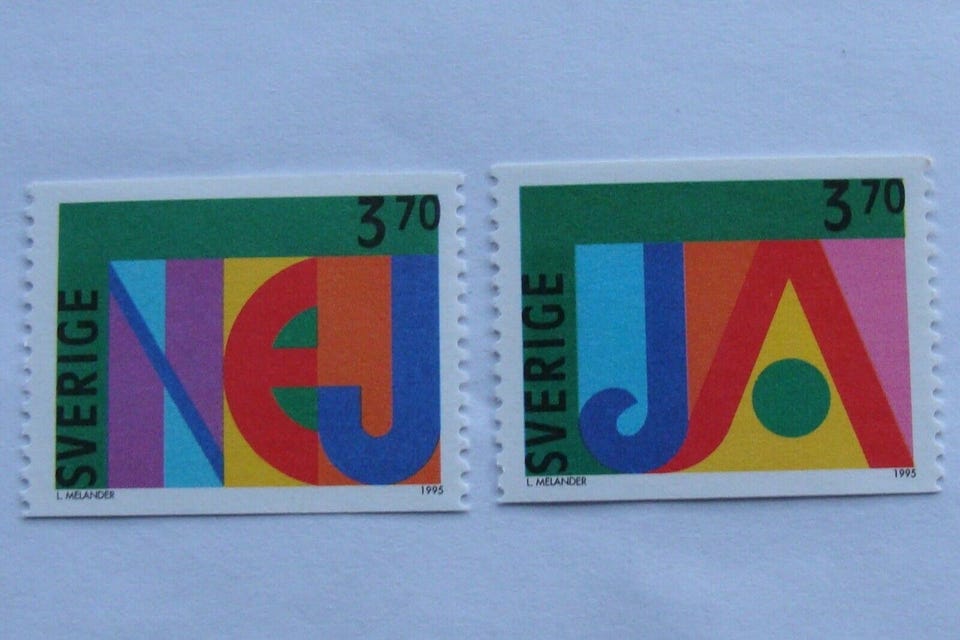 3 70
SVERIGE
NEJ
L. MELANDER
1995
3 70
SVERIGE
JA
L. MELANDER
1995